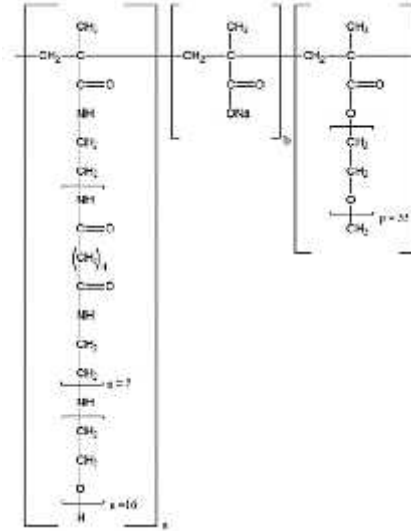 CH₃ CH₃ CH₃
CH₂ C CH₂ C CH₂ C
C=O C=O C=O
NH ONa O
CH₂ b CH₂
CH₂ CH₂
NH O
C=O CH₃
(CH₂)₄
C=O
NH
CH₂
CH₂
NH
CH₂
CH₂
O
H
a